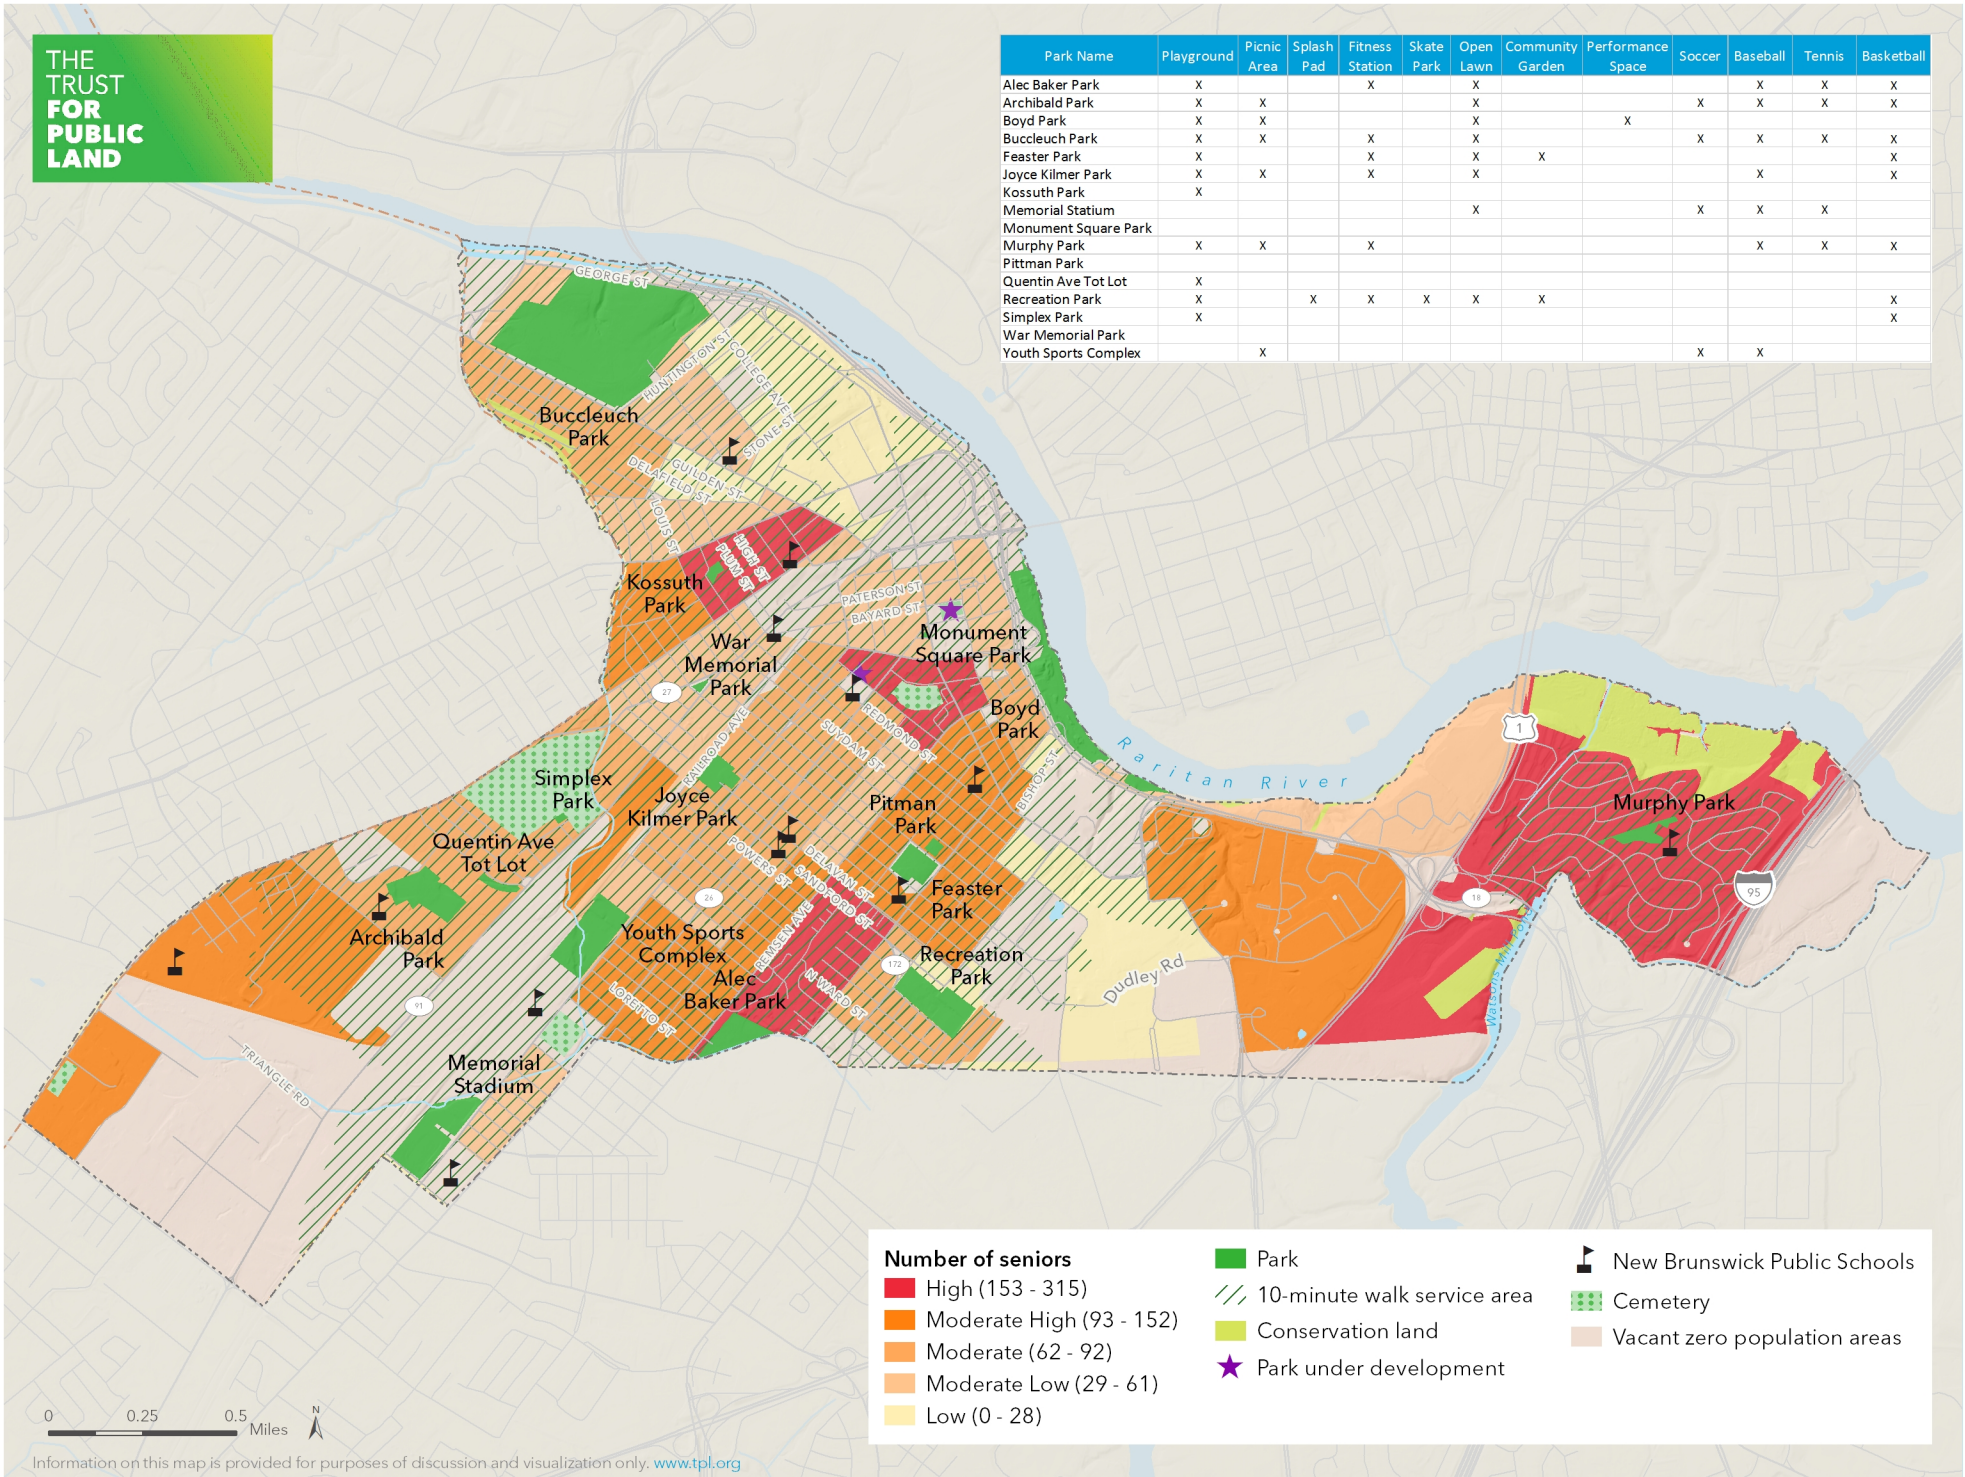 THE
TRUST
FOR
PUBLIC
LAND
Park Name Playground Picnic Area Splash Pad Fitness Station Skate Park Open Lawn Community Garden Performance Space Soccer Baseball Tennis Basketball
Alec Baker Park X X X X X X
Archibald Park X X X X X X X
Boyd Park X X X X
Buccleuch Park X X X X X X X X
Feaster Park X X X X X
Joyce Kilmer Park X X X X X X
Kossuth Park X
Memorial Statium X X X X
Monument Square Park
Murphy Park X X X X X X
Pittman Park
Quentin Ave Tot Lot X
Recreation Park X X X X X X X
Simplex Park X X
War Memorial Park
Youth Sports Complex X X X
GEORGE ST
HUNTINGTON ST
COLLEGE AVE
STONE ST
Buccleuch
Park
GUILDEN ST
DELAFIELD ST
LOUIS ST
HIGH ST
PLUM ST
Kossuth
Park
PATERSON ST
BAYARD ST
Monument
Square Park
War
Memorial
Park
27
Boyd
Park
REDMOND ST
SUYDAM ST
RAILROAD AVE
BISHOP ST
Raritan River
1
Simplex
Park
Joyce
Kilmer Park
Pitman
Park
Murphy Park
Quentin Ave
Tot Lot
POWERS ST
DELAVAN ST
SANDFORD ST
26
Feaster
Park
18
95
Archibald
Park
Youth Sports
Complex
REMSEN AVE
Alec
Baker Park
Recreation
Park
172
N WARD ST
LORETTO ST
Dudley Rd
91
Memorial
Stadium
TRIANGLE RD
Number of seniors
High (153 - 315)
Moderate High (93 - 152)
Moderate (62 - 92)
Moderate Low (29 - 61)
Low (0 - 28)
Park
10-minute walk service area
Conservation land
Park under development
New Brunswick Public Schools
Cemetery
Vacant zero population areas
0 0.25 0.5
Miles
N
Information on this map is provided for purposes of discussion and visualization only. www.tpl.org